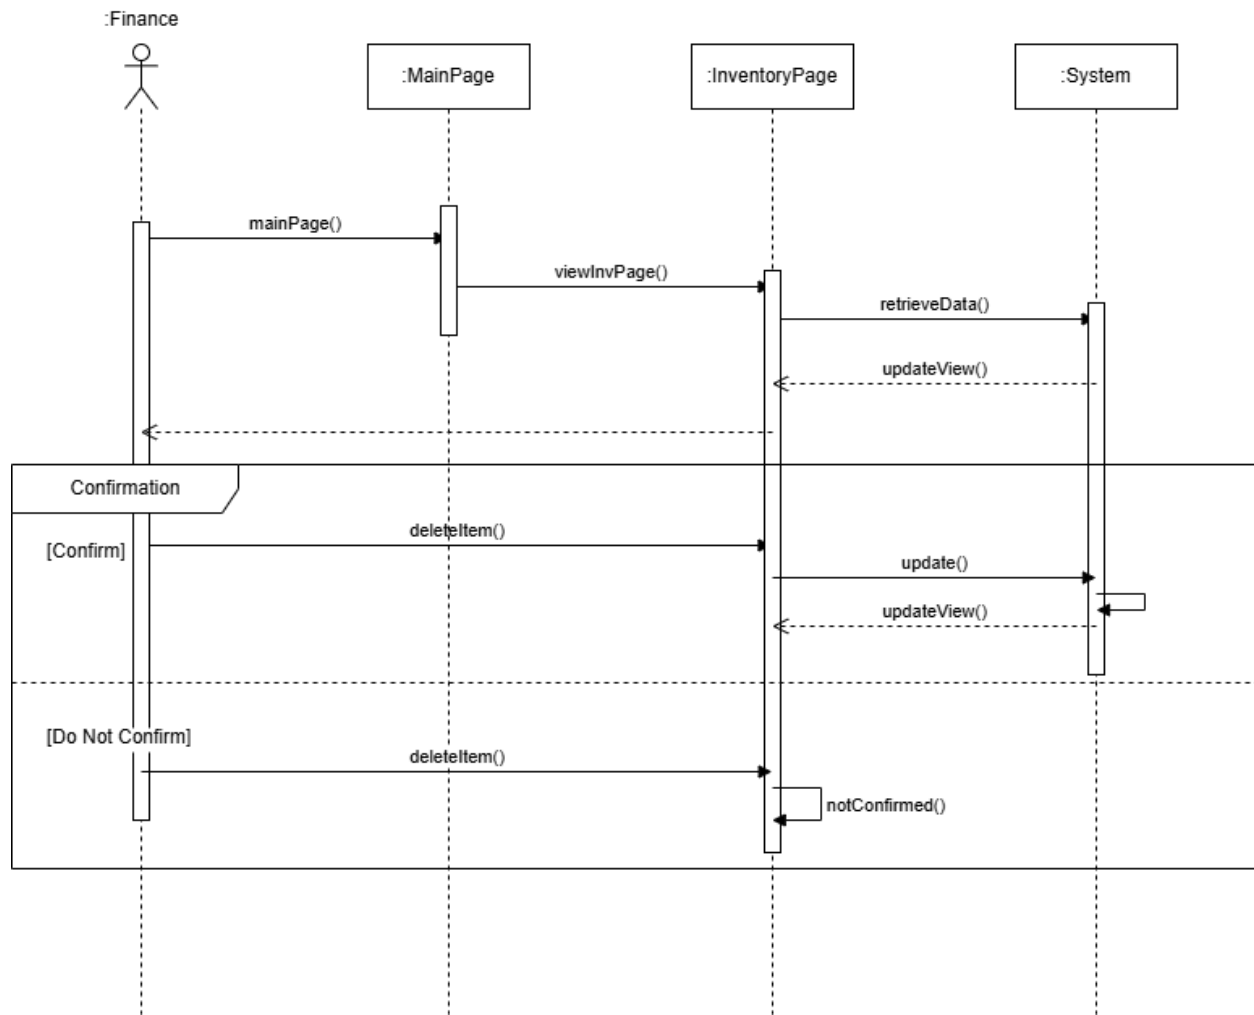 :Finance
:MainPage
:InventoryPage
:System
mainPage()
viewInvPage()
retrieveData()
updateView()
Confirmation
[Confirm]
deleteItem()
update()
updateView()
[Do Not Confirm]
deleteItem()
notConfirmed()